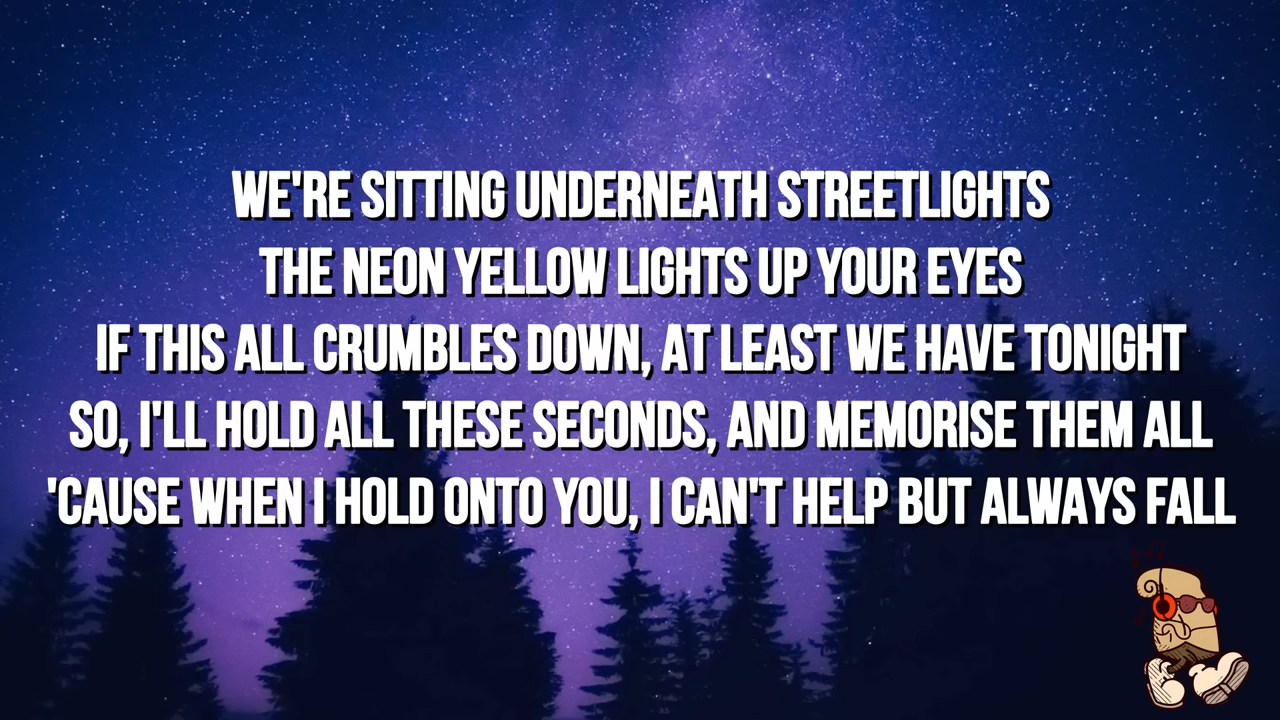 WE'RE SITTING UNDERNEATH STREETLIGHTS
THE NEON YELLOW LIGHTS UP YOUR EYES
IF THIS ALL CRUMBLES DOWN, AT LEAST WE HAVE TONIGHT
SO, I'LL HOLD ALL THESE SECONDS, AND MEMORISE THEM ALL
'CAUSE WHEN I HOLD ONTO YOU, I CAN'T HELP BUT ALWAYS FALL